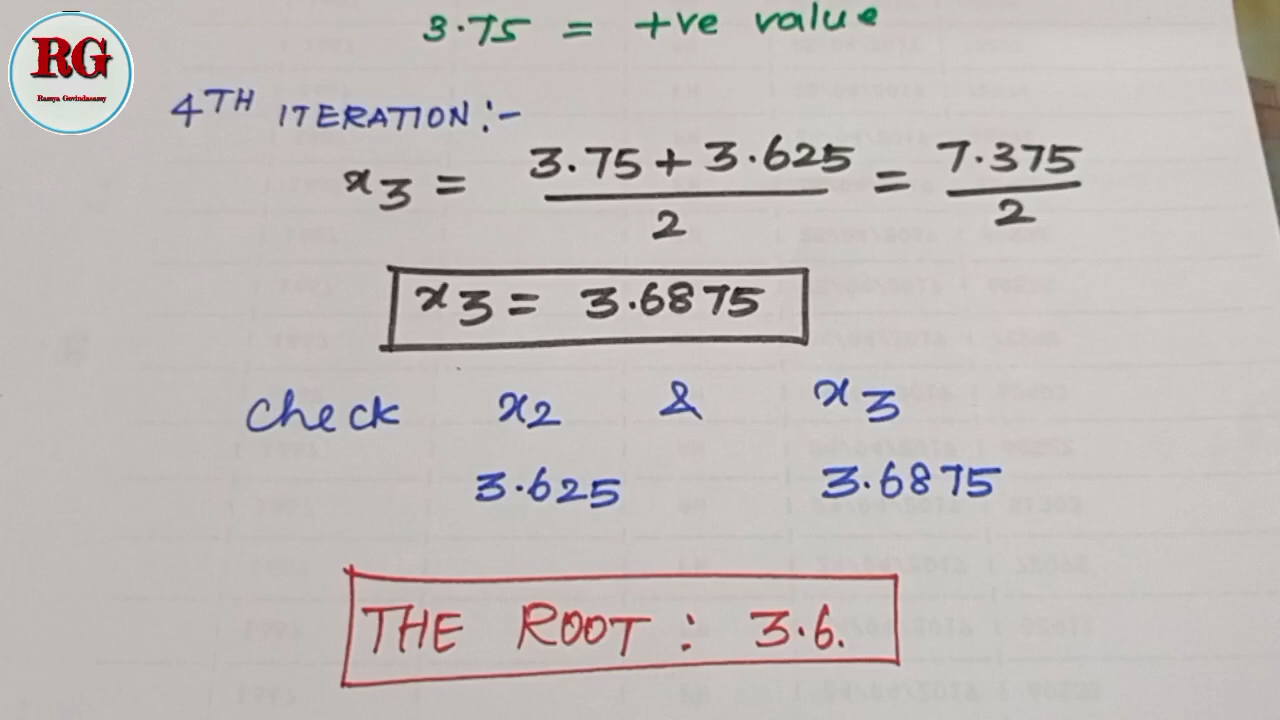 3.75 = +ve value
RG
Ramya Govindasamy
4TH ITERATION:-
x3 = 3.75 + 3.625 / 2 = 7.375 / 2
x3 = 3.6875
Check x2 & x3
3.625 3.6875
THE ROOT: 3.6.